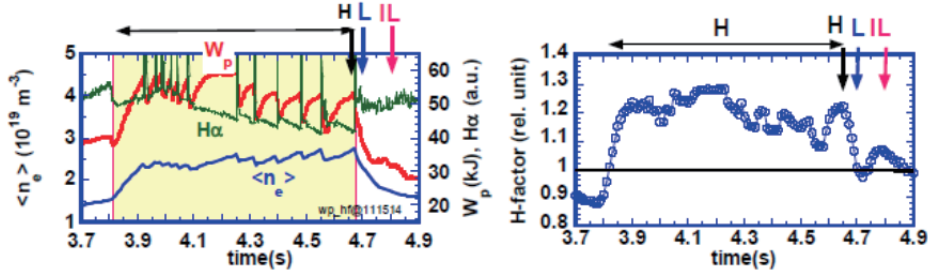 H L IL
5
4
3
2
1
<n_e> (10^19 m^-3)
W_p
Hα
<n_e>
wp_hf@111514
60
50
40
30
20
W_p (kJ), Hα (a.u.)
3.7 3.9 4.1 4.3 4.5 4.7 4.9
time(s)
H H L IL
1.4
1.3
1.2
1.1
1
0.9
0.8
H-factor (rel. unit)
3.7 3.9 4.1 4.3 4.5 4.7 4.9
time(s)